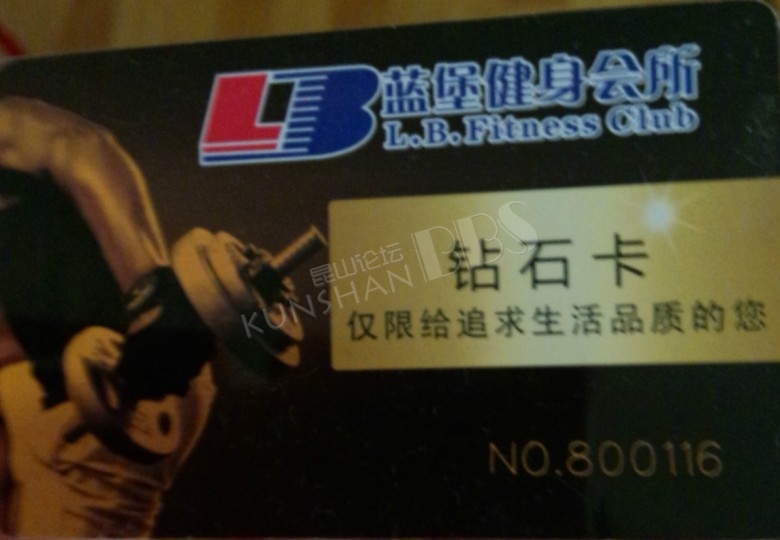 LB
蓝堡健身会所
L.B.Fitness Club
钻石卡
仅限给追求生活品质的您
昆山论坛
KUNSHAN BBS
NO.800116